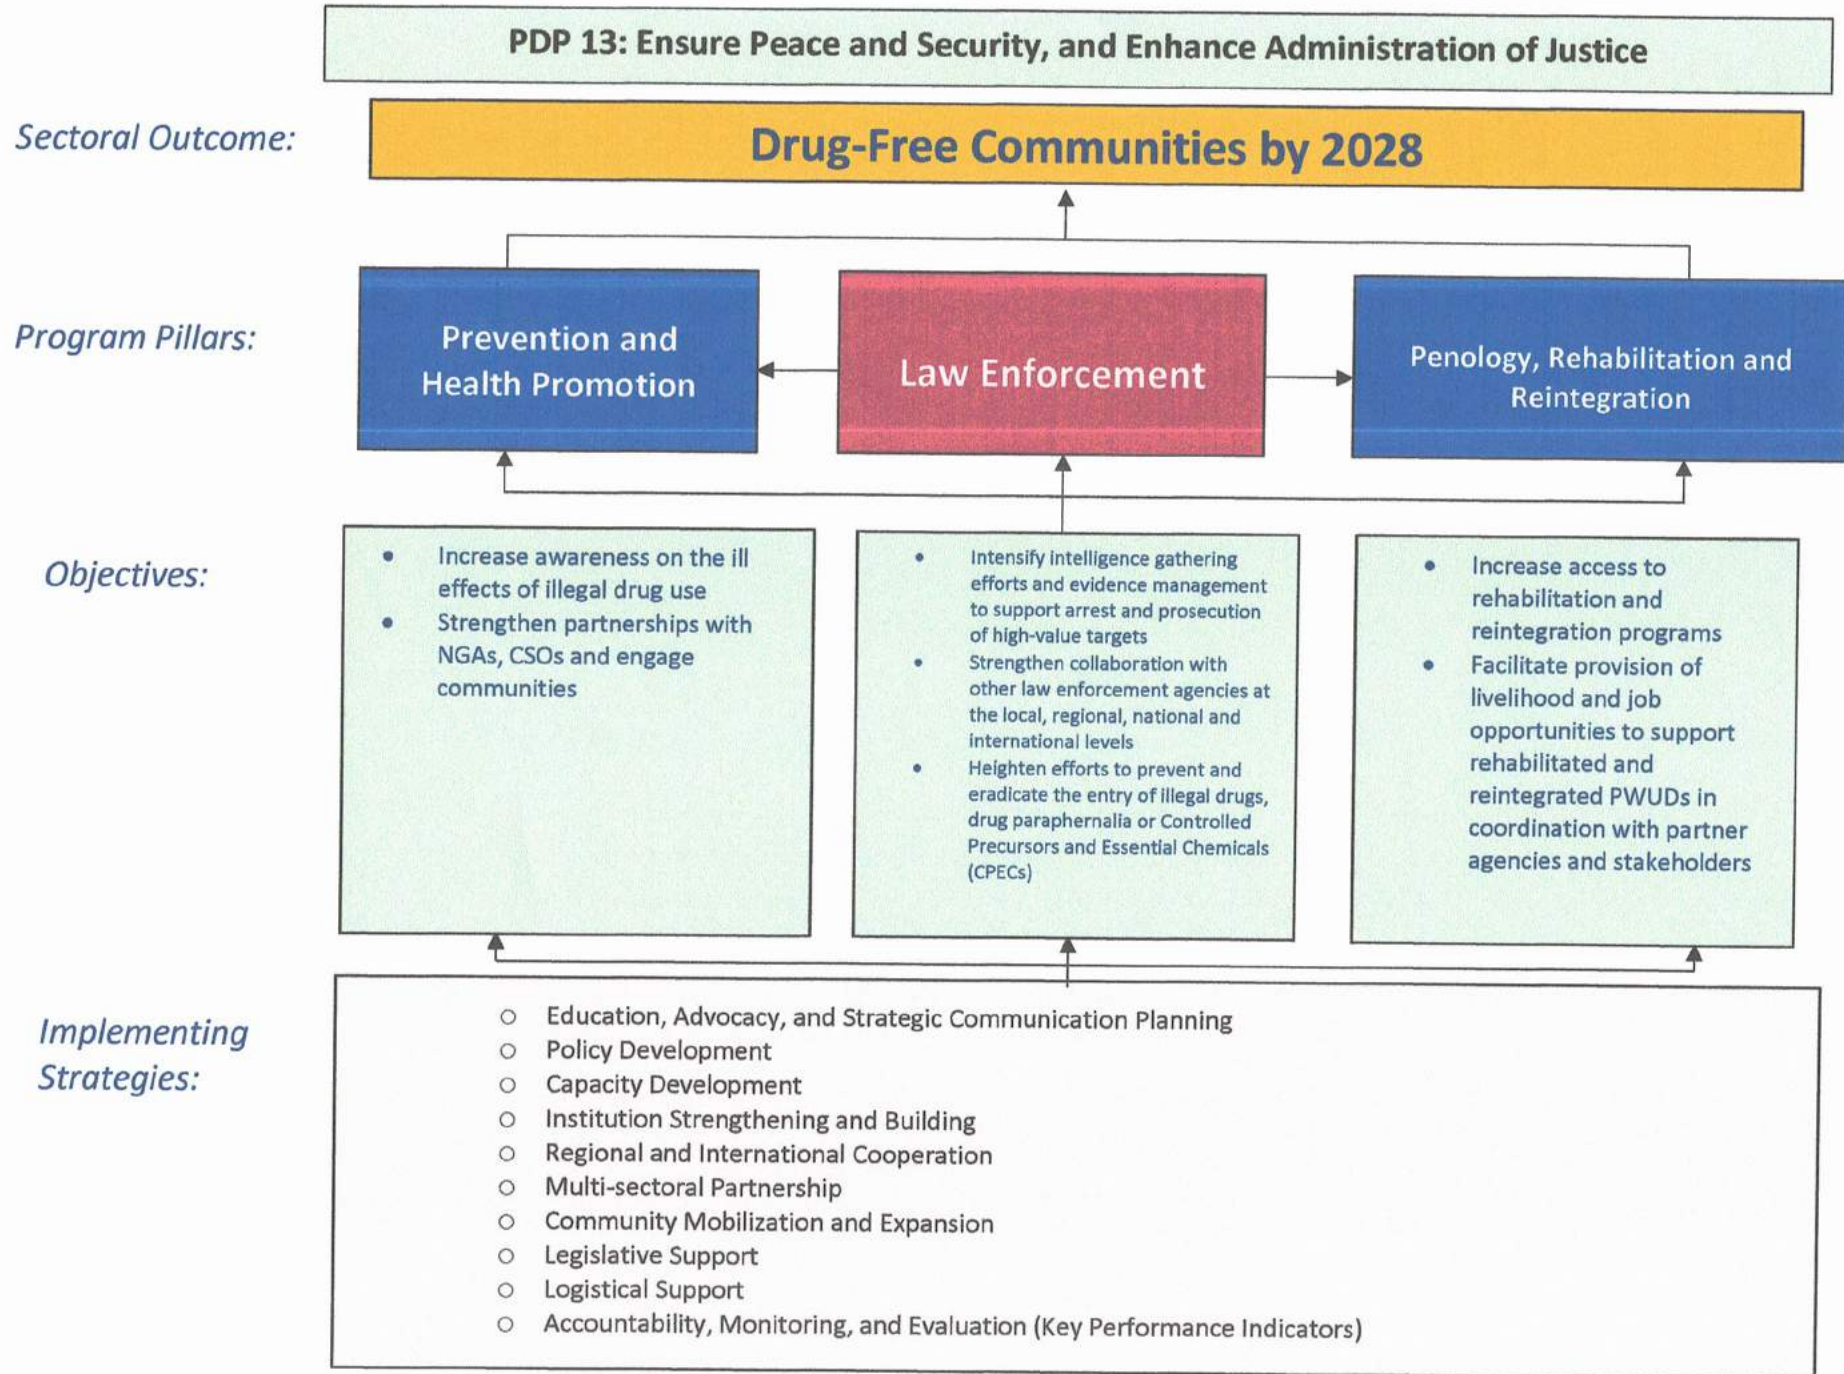 PDP 13: Ensure Peace and Security, and Enhance Administration of Justice
Sectoral Outcome:
Drug-Free Communities by 2028
Program Pillars:
Prevention and
Health Promotion
Law Enforcement
Penology, Rehabilitation and
Reintegration
Objectives:
• Increase awareness on the ill
effects of illegal drug use
• Strengthen partnerships with
NGAs, CSOs and engage
communities
• Intensify intelligence gathering
efforts and evidence management
to support arrest and prosecution
of high-value targets
• Strengthen collaboration with
other law enforcement agencies at
the local, regional, national and
international levels
• Heighten efforts to prevent and
eradicate the entry of illegal drugs,
drug paraphernalia or Controlled
Precursors and Essential Chemicals
(CPECs)
• Increase access to
rehabilitation and
reintegration programs
• Facilitate provision of
livelihood and job
opportunities to support
rehabilitated and
reintegrated PWUDs in
coordination with partner
agencies and stakeholders
Implementing
Strategies:
○ Education, Advocacy, and Strategic Communication Planning
○ Policy Development
○ Capacity Development
○ Institution Strengthening and Building
○ Regional and International Cooperation
○ Multi-sectoral Partnership
○ Community Mobilization and Expansion
○ Legislative Support
○ Logistical Support
○ Accountability, Monitoring, and Evaluation (Key Performance Indicators)